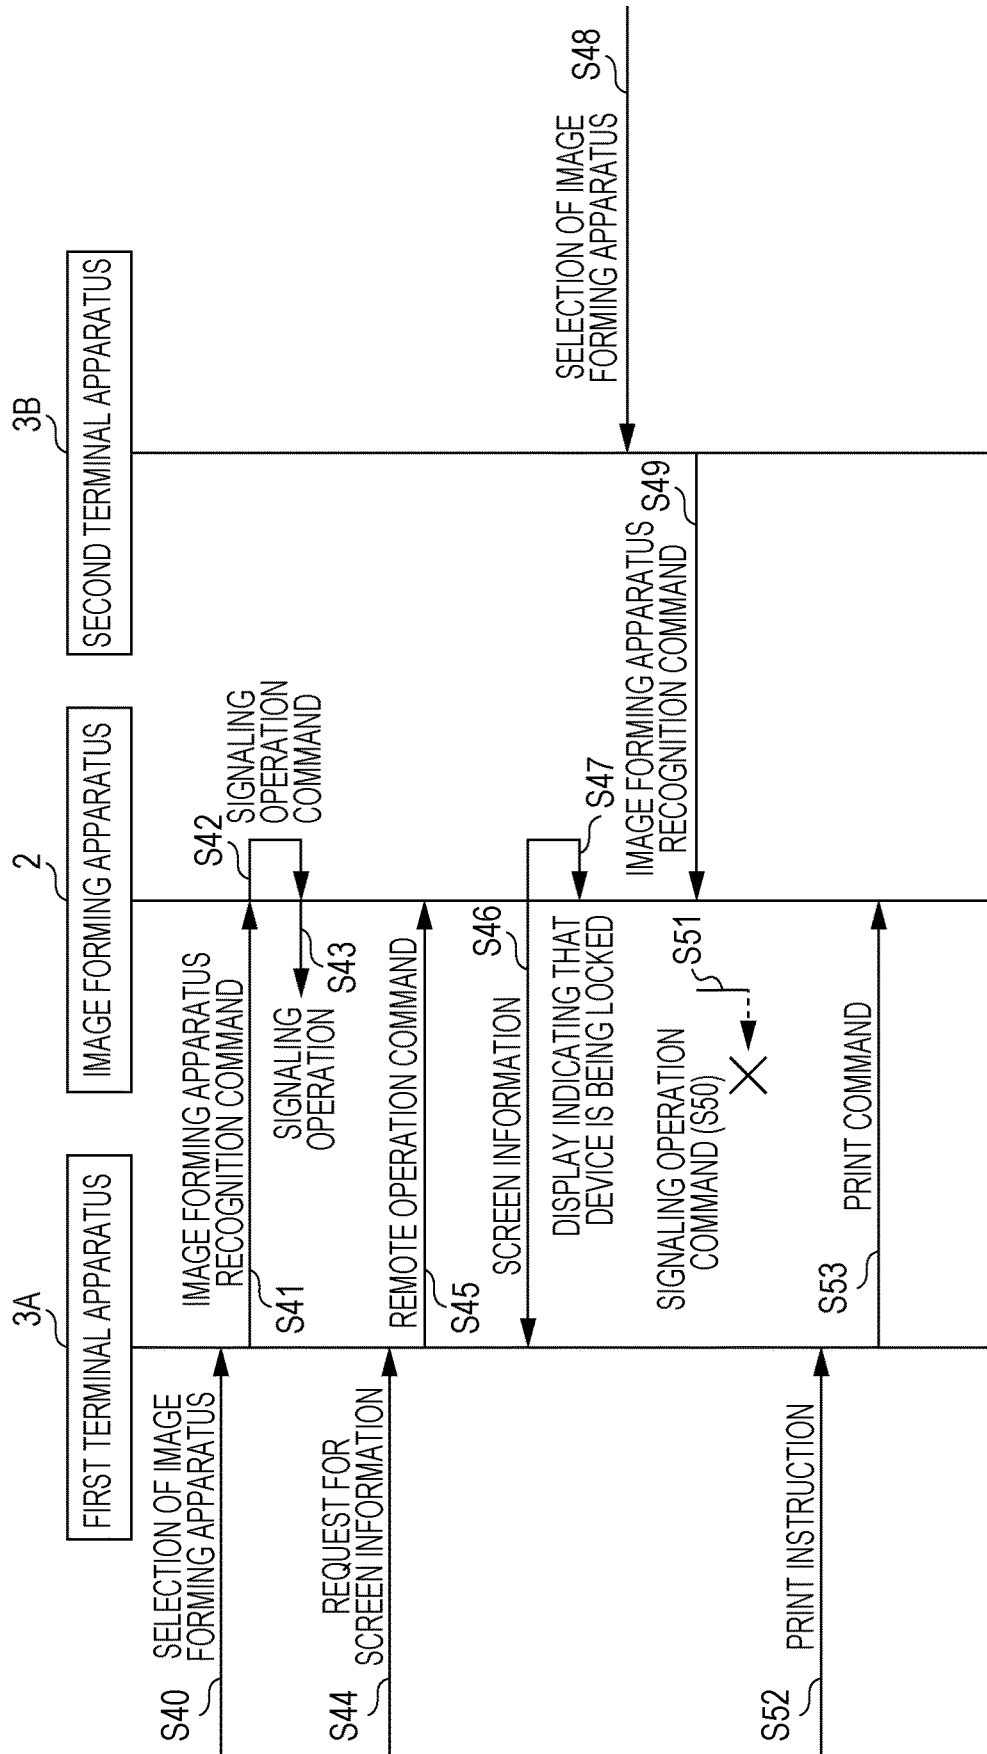 3A
FIRST TERMINAL APPARATUS
2
IMAGE FORMING APPARATUS
3B
SECOND TERMINAL APPARATUS
S40
SELECTION OF IMAGE
FORMING APPARATUS
IMAGE FORMING APPARATUS
RECOGNITION COMMAND
S41
S42
SIGNALING
OPERATION
COMMAND
S43
SIGNALING
OPERATION
S44
REQUEST FOR
SCREEN INFORMATION
REMOTE OPERATION COMMAND
S45
SCREEN INFORMATION
S46
S47
DISPLAY INDICATING THAT
DEVICE IS BEING LOCKED
SELECTION OF IMAGE
FORMING APPARATUS
S48
IMAGE FORMING APPARATUS
RECOGNITION COMMAND
S49
SIGNALING OPERATION
COMMAND (S50)
S51
S52
PRINT INSTRUCTION
S53
PRINT COMMAND